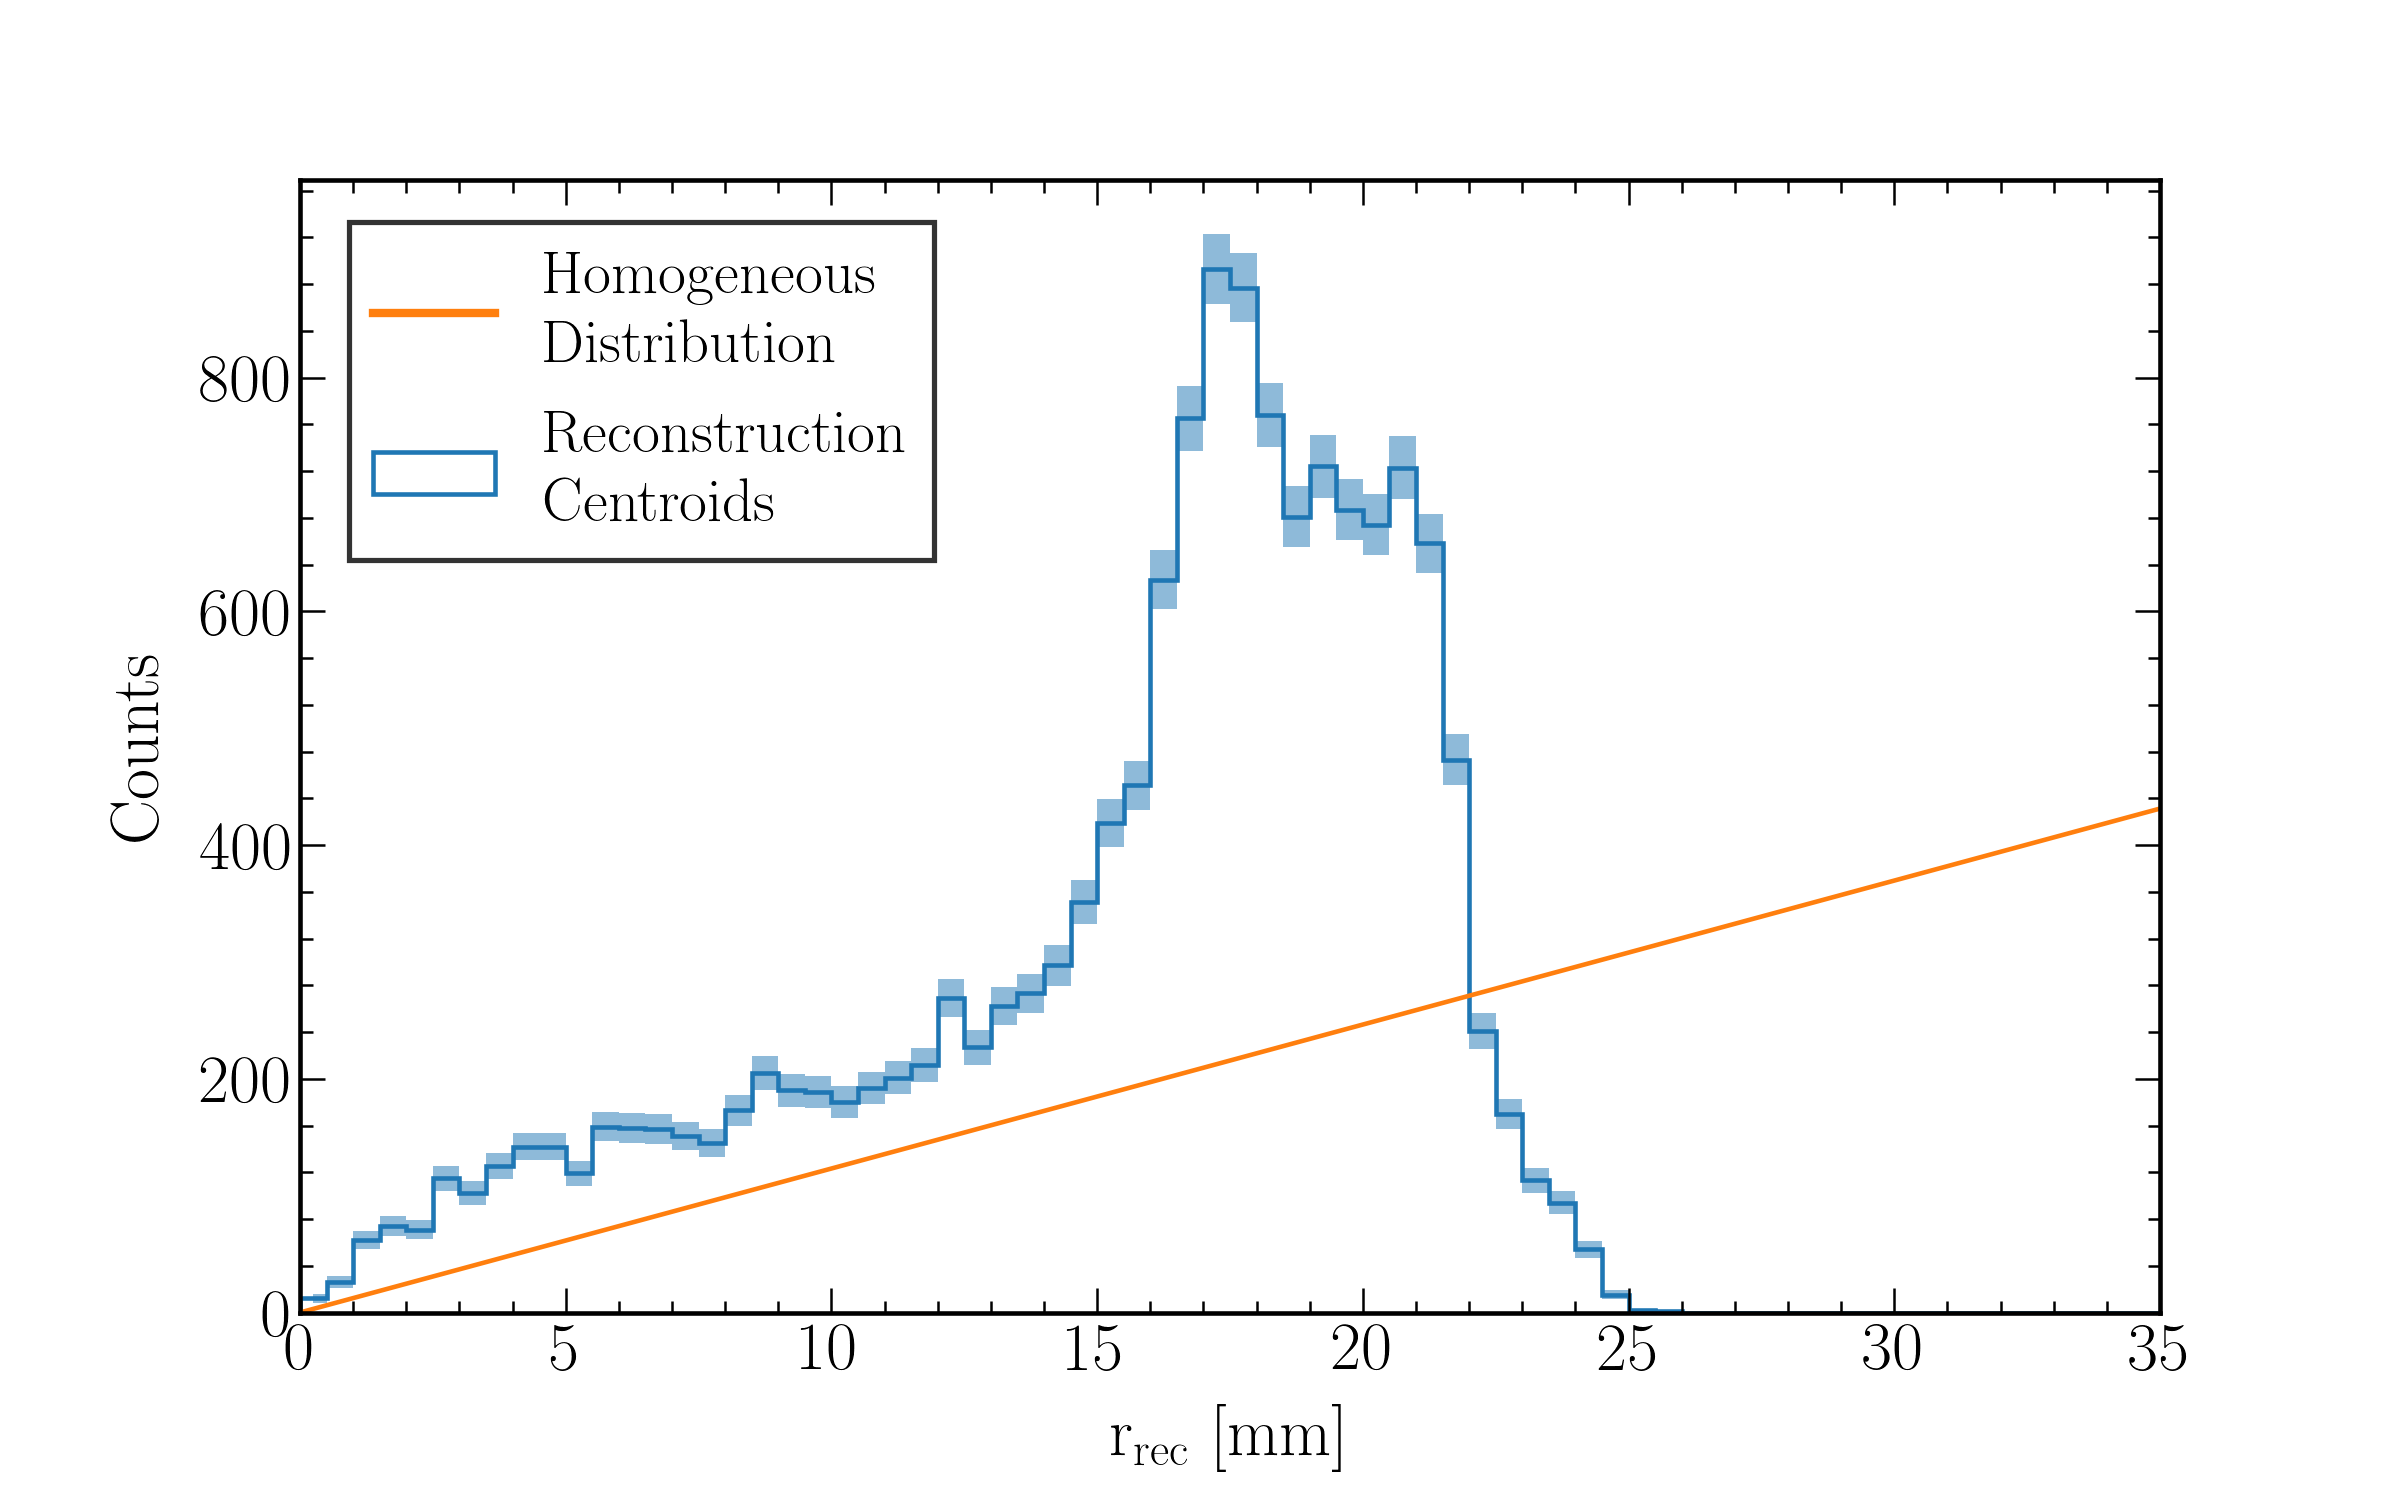 Homogeneous
Distribution
Reconstruction
Centroids
800
600
400
200
0
Counts
0 5 10 15 20 25 30 35
r_rec [mm]